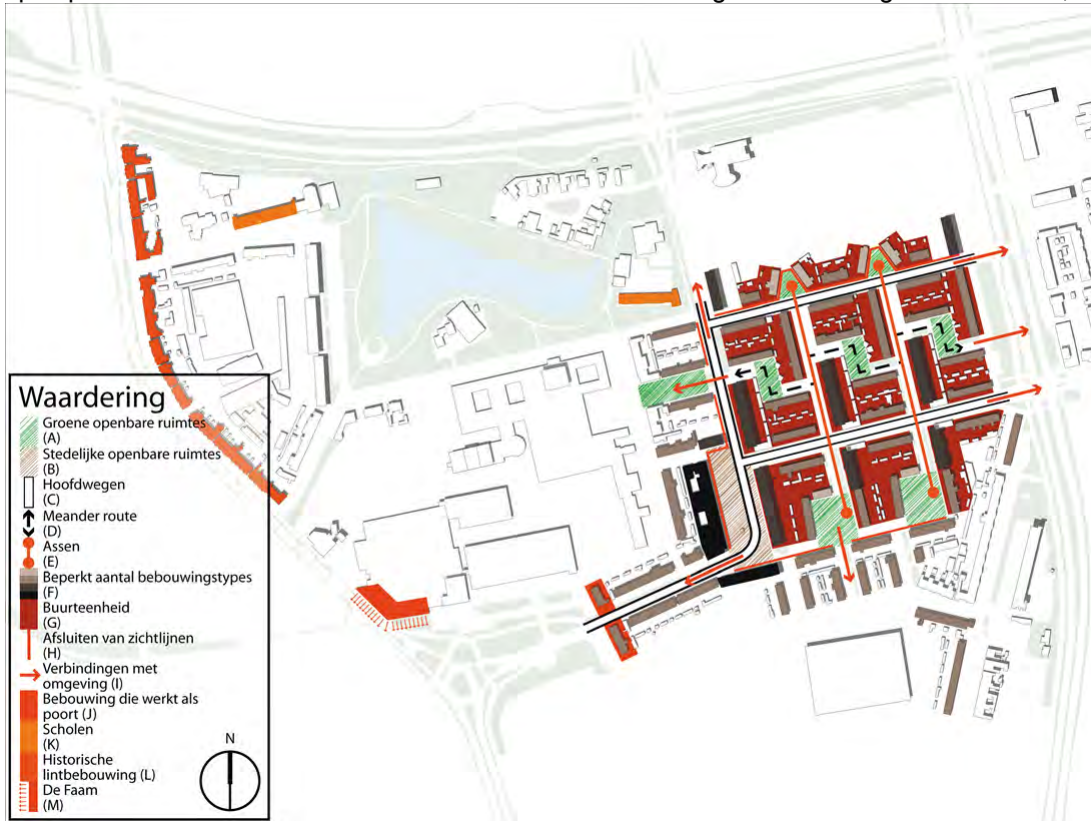 Waardering
Groene openbare ruimtes
(A)
Stedelijke openbare ruimtes
(B)
Hoofdwegen
(C)
Meander route
(D)
Assen
(E)
Beperkt aantal bebouwingstypes
(F)
Buurteenheid
(G)
Afsluiten van zichtlijnen
(H)
Verbindingen met
omgeving (I)
Bebouwing die werkt als
poort (J)
Scholen
(K)
Historische
lintbebouwing (L)
De Faam
(M)
N